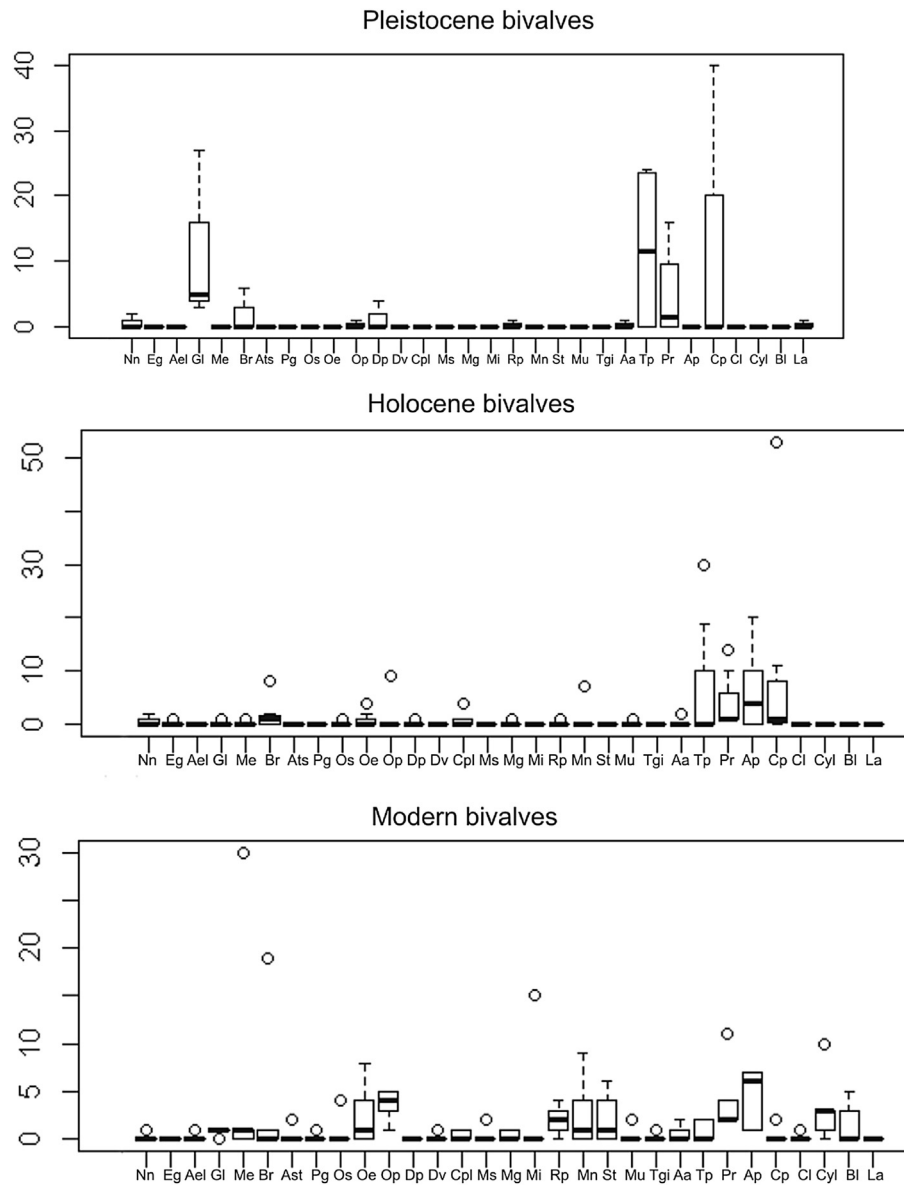 Pleistocene bivalves
40
30
20
10
0
Nn Eg Ael Gl Me Br Ats Pg Os Oe Op Dp Dv Cpl Ms Mg Mi Rp Mn St Mu Tgi Aa Tp Pr Ap Cp Cl Cyl Bl La
Holocene bivalves
50
30
10
0
Nn Eg Ael Gl Me Br Ats Pg Os Oe Op Dp Dv Cpl Ms Mg Mi Rp Mn St Mu Tgi Aa Tp Pr Ap Cp Cl Cyl Bl La
Modern bivalves
30
20
10
5
0
Nn Eg Ael Gl Me Br Ast Pg Os Oe Op Dp Dv Cpl Ms Mg Mi Rp Mn St Mu Tgi Aa Tp Pr Ap Cp Cl Cyl Bl La